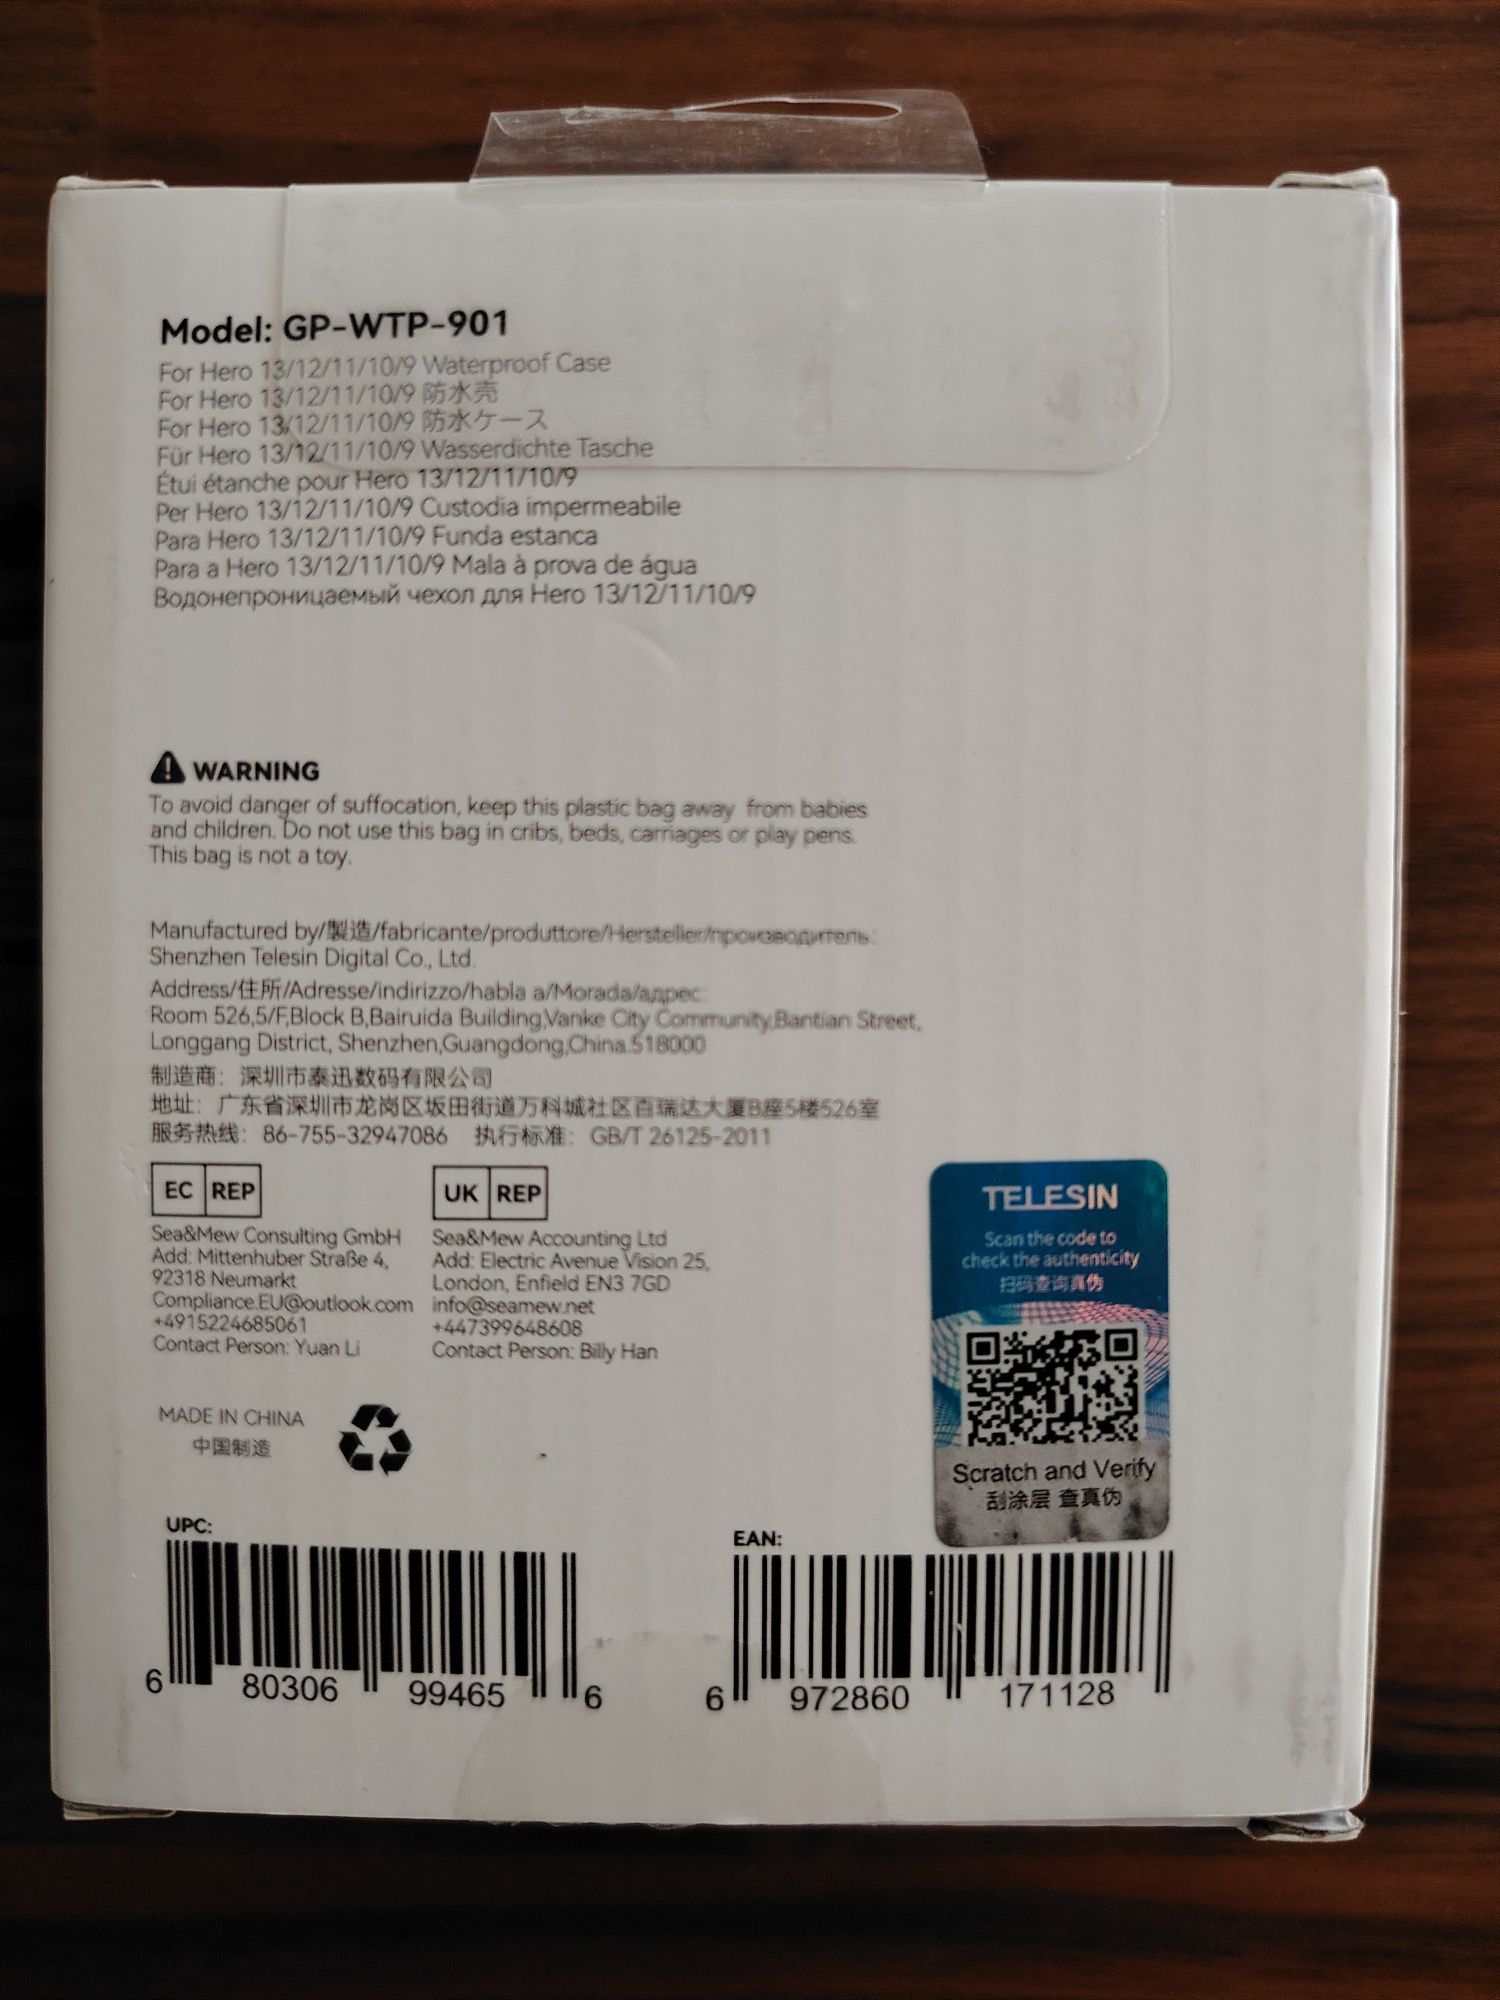 Model: GP-WTP-901
For Hero 13/12/11/10/9 Waterproof Case
For Hero 13/12/11/10/9 防水壳
For Hero 13/12/11/10/9 防水ケース
Für Hero 13/12/11/10/9 Wasserdichte Tasche
Étui étanche pour Hero 13/12/11/10/9
Per Hero 13/12/11/10/9 Custodia impermeabile
Para Hero 13/12/11/10/9 Funda estanca
Para a Hero 13/12/11/10/9 Mala à prova de água
Водонепроницаемый чехол для Hero 13/12/11/10/9
WARNING
To avoid danger of suffocation, keep this plastic bag away from babies
and children. Do not use this bag in cribs, beds, carriages or play pens.
This bag is not a toy.
Manufactured by/製造/fabricante/produttore/Hersteller/производитель:
Shenzhen Telesin Digital Co., Ltd.
Address/住所/Adresse/indirizzo/habla a/Morada/адрес:
Room 526,5/F,Block B,Bairuida Building,Vanke City Community,Bantian Street,
Longgang District, Shenzhen,Guangdong,China.518000
制造商：深圳市泰迅数码有限公司
地址：广东省深圳市龙岗区坂田街道万科城社区百瑞达大厦B座5楼526室
服务热线：86-755-32947086 执行标准：GB/T 26125-2011
EC REP
Sea&Mew Consulting GmbH
Add: Mittenhuber Straße 4,
92318 Neumarkt
Compliance.EU@outlook.com
+4915224685061
Contact Person: Yuan Li
UK REP
Sea&Mew Accounting Ltd
Add: Electric Avenue Vision 25,
London, Enfield EN3 7GD
info@seamew.net
+447399648608
Contact Person: Billy Han
TELESIN
Scan the code to
check the authenticity
扫码查询真伪
Scratch and Verify
刮涂层 查真伪
MADE IN CHINA
中国制造
UPC:
6 80306 99465 6
EAN:
6 972860 171128